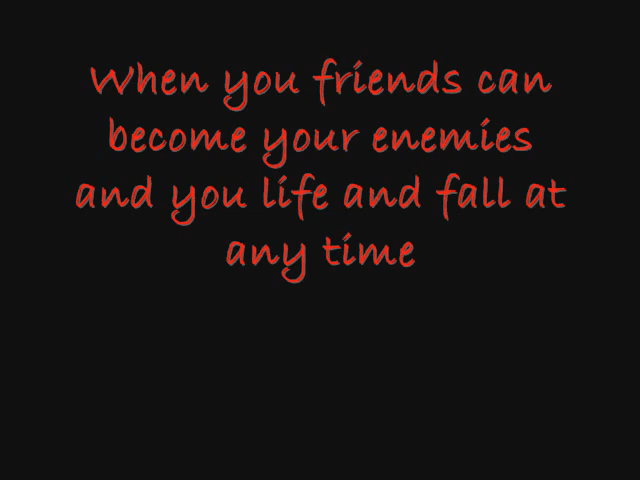 When you friends can
become your enemies
and you life and fall at
any time